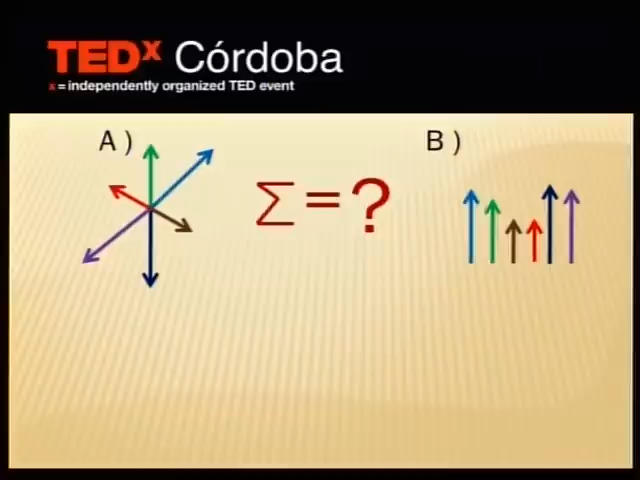 TEDx Córdoba
x = independently organized TED event
A )
Σ = ?
B )